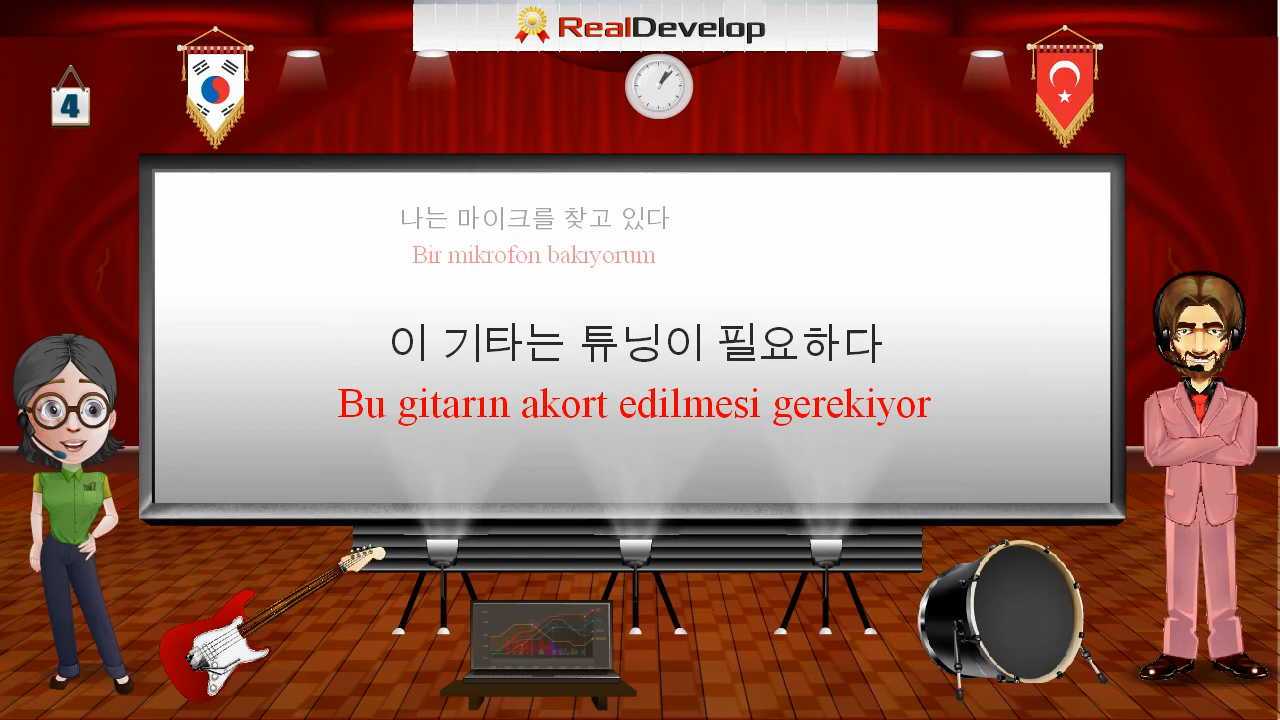 RealDevelop
4
나는 마이크를 찾고 있다
Bir mikrofon bakıyorum
이 기타는 튜닝이 필요하다
Bu gitarın akort edilmesi gerekiyor